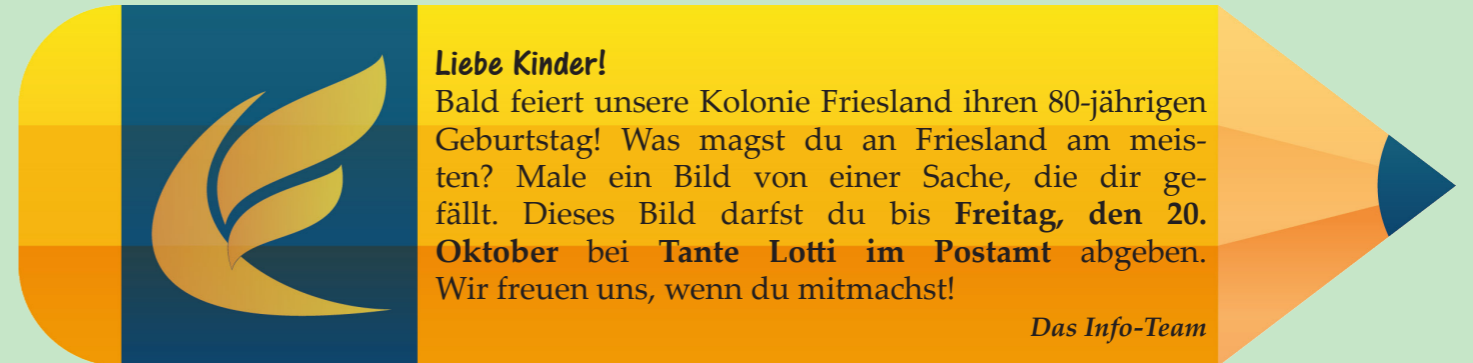 Liebe Kinder!
Bald feiert unsere Kolonie Friesland ihren 80-jährigen
Geburtstag! Was magst du an Friesland am meis-
ten? Male ein Bild von einer Sache, die dir ge-
fällt. Dieses Bild darfst du bis Freitag, den 20.
Oktober bei Tante Lotti im Postamt abgeben.
Wir freuen uns, wenn du mitmachst!
Das Info-Team